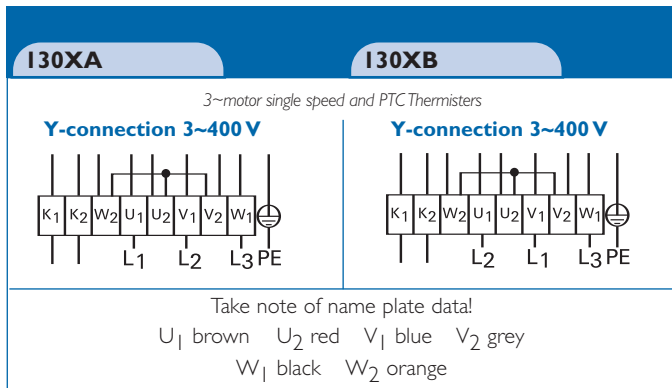 130XA 130XB
3~motor single speed and PTC Thermisters
Y-connection 3~400 V Y-connection 3~400 V
K1 K2 W2 U1 U2 V1 V2 W1 K1 K2 W2 U1 U2 V1 V2 W1
L1 L2 L3 PE L2 L1 L3 PE
Take note of name plate data!
U1 brown U2 red V1 blue V2 grey
W1 black W2 orange